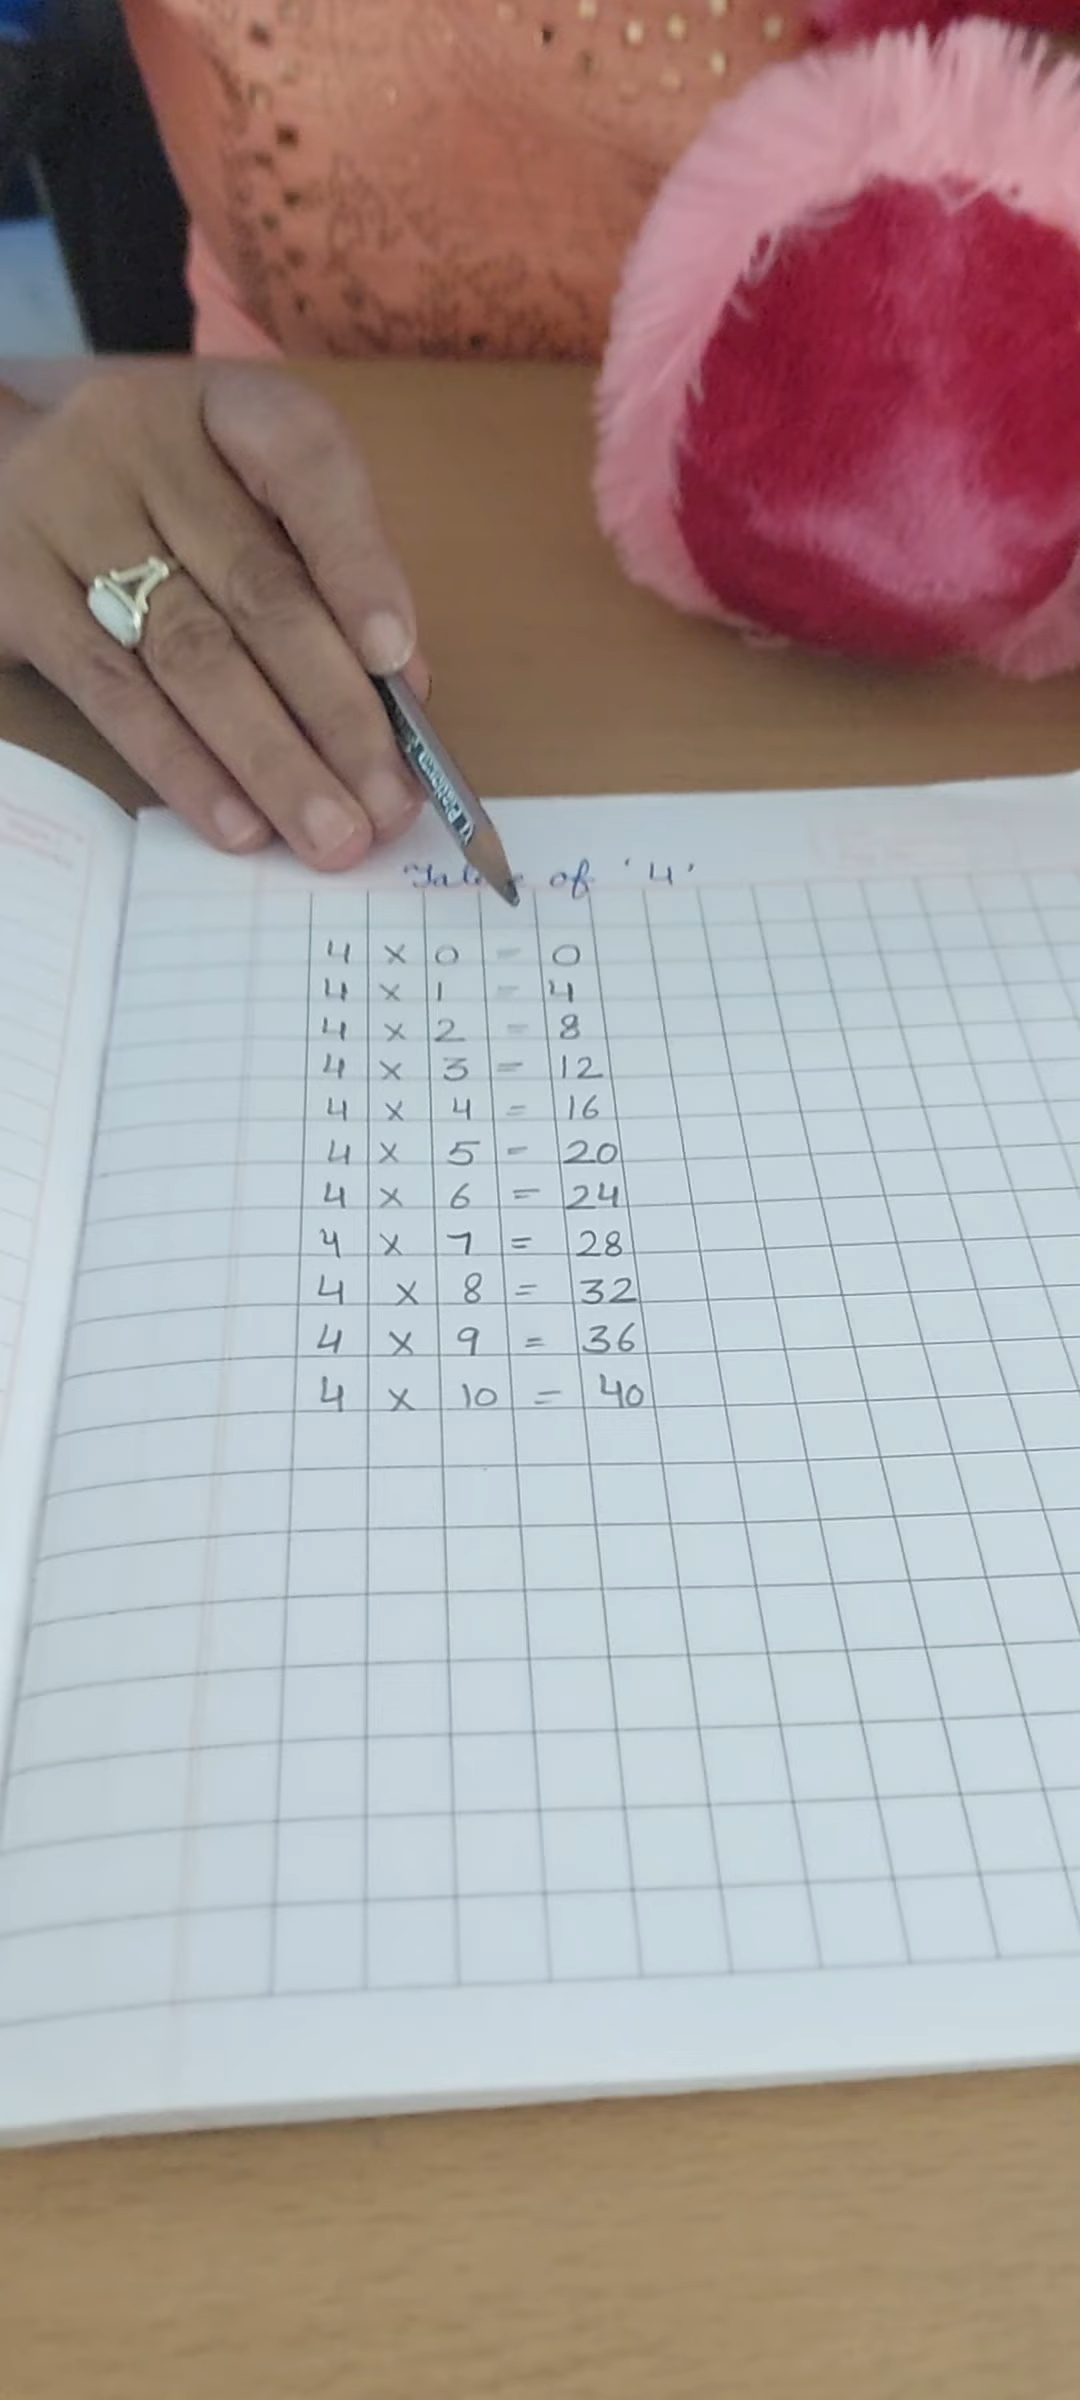 Table of '4'
4 × 0 = 0
4 × 1 = 4
4 × 2 = 8
4 × 3 = 12
4 × 4 = 16
4 × 5 = 20
4 × 6 = 24
4 × 7 = 28
4 × 8 = 32
4 × 9 = 36
4 × 10 = 40